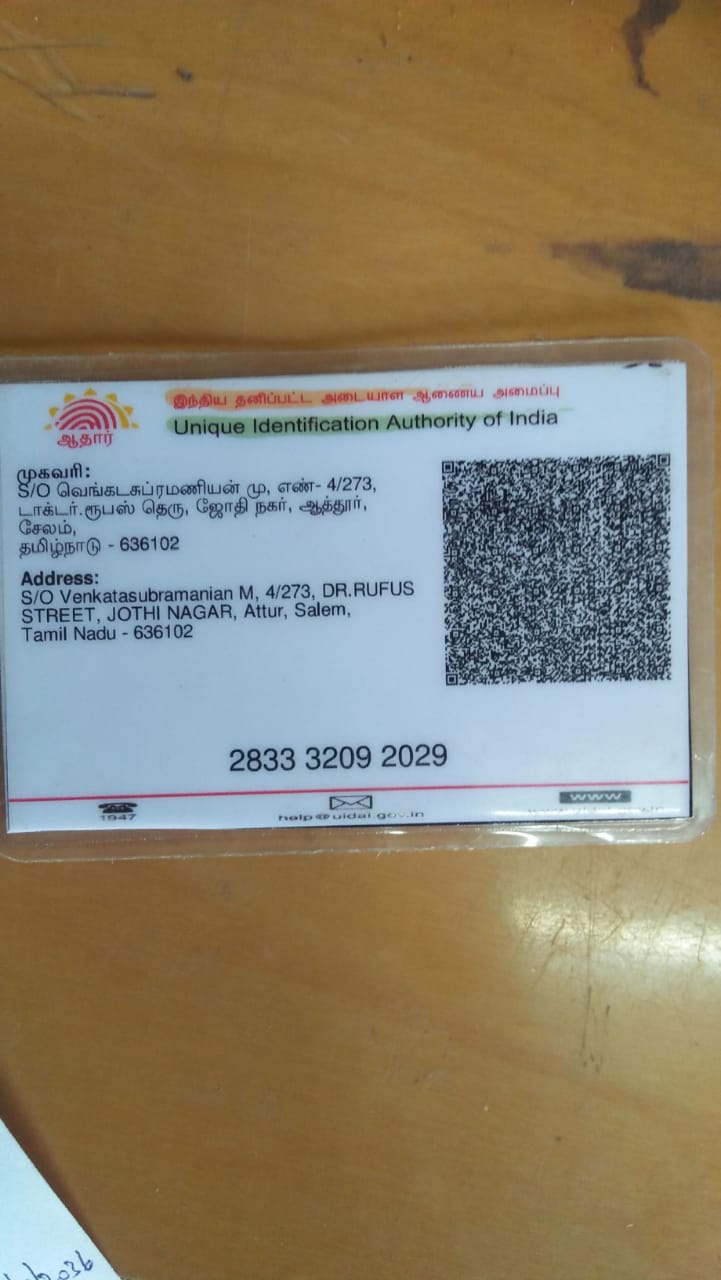 ஆதார்
இந்திய தனிப்பட்ட அடையாள ஆணைய அமைப்பு
Unique Identification Authority of India
முகவரி:
S/O வெங்கடசுப்ரமணியன் மு, எண்- 4/273,
டாக்டர்.ரூபஸ் தெரு, ஜோதி நகர், ஆத்தூர்,
சேலம்,
தமிழ்நாடு - 636102
Address:
S/O Venkatasubramanian M, 4/273, DR.RUFUS
STREET, JOTHI NAGAR, Attur, Salem,
Tamil Nadu - 636102
2833 3209 2029
1947
help@uidai.gov.in
www